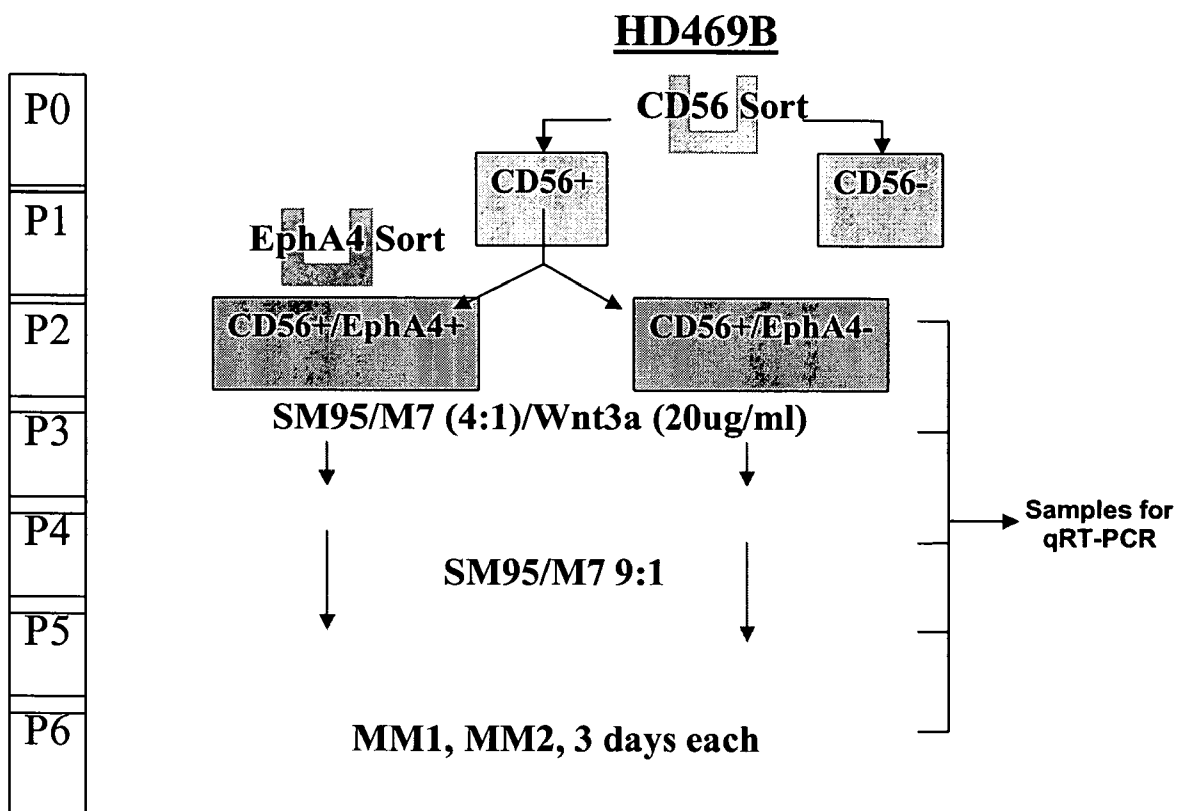 HD469B
P0
CD56 Sort
CD56+
CD56-
P1
EphA4 Sort
P2
CD56+/EphA4+
CD56+/EphA4-
P3
SM95/M7 (4:1)/Wnt3a (20ug/ml)
P4
Samples for
qRT-PCR
SM95/M7 9:1
P5
P6
MM1, MM2, 3 days each